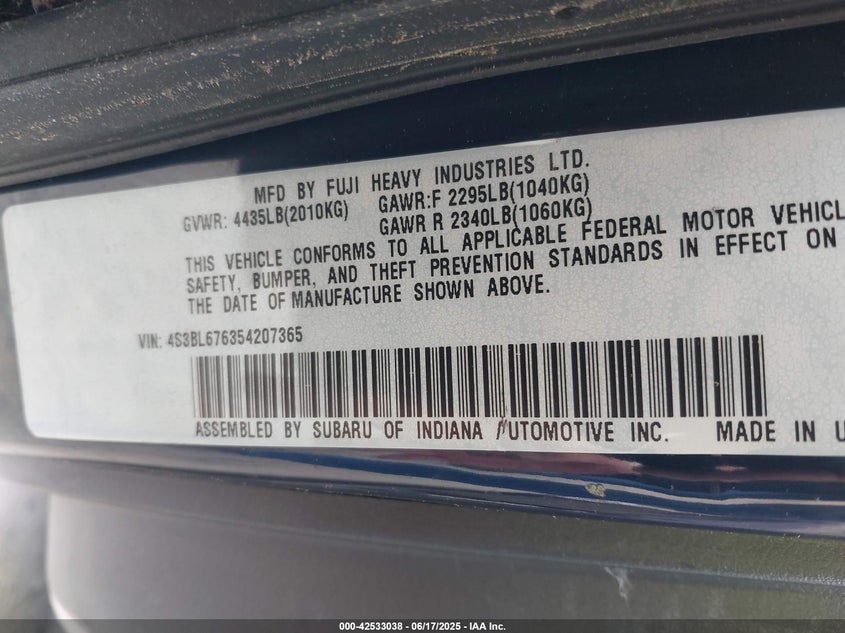 MFD BY FUJI HEAVY INDUSTRIES LTD.
GVWR: 4435LB(2010KG) GAWR:F 2295LB(1040KG)
GAWR R 2340LB(1060KG)
THIS VEHICLE CONFORMS TO ALL APPLICABLE FEDERAL MOTOR VEHICL
SAFETY, BUMPER, AND THEFT PREVENTION STANDARDS IN EFFECT ON
THE DATE OF MANUFACTURE SHOWN ABOVE.
VIN: 4S3BL676354207365
ASSEMBLED BY SUBARU OF INDIANA AUTOMOTIVE INC. MADE IN U
000-42533038 - 06/17/2025 - IAA Inc.